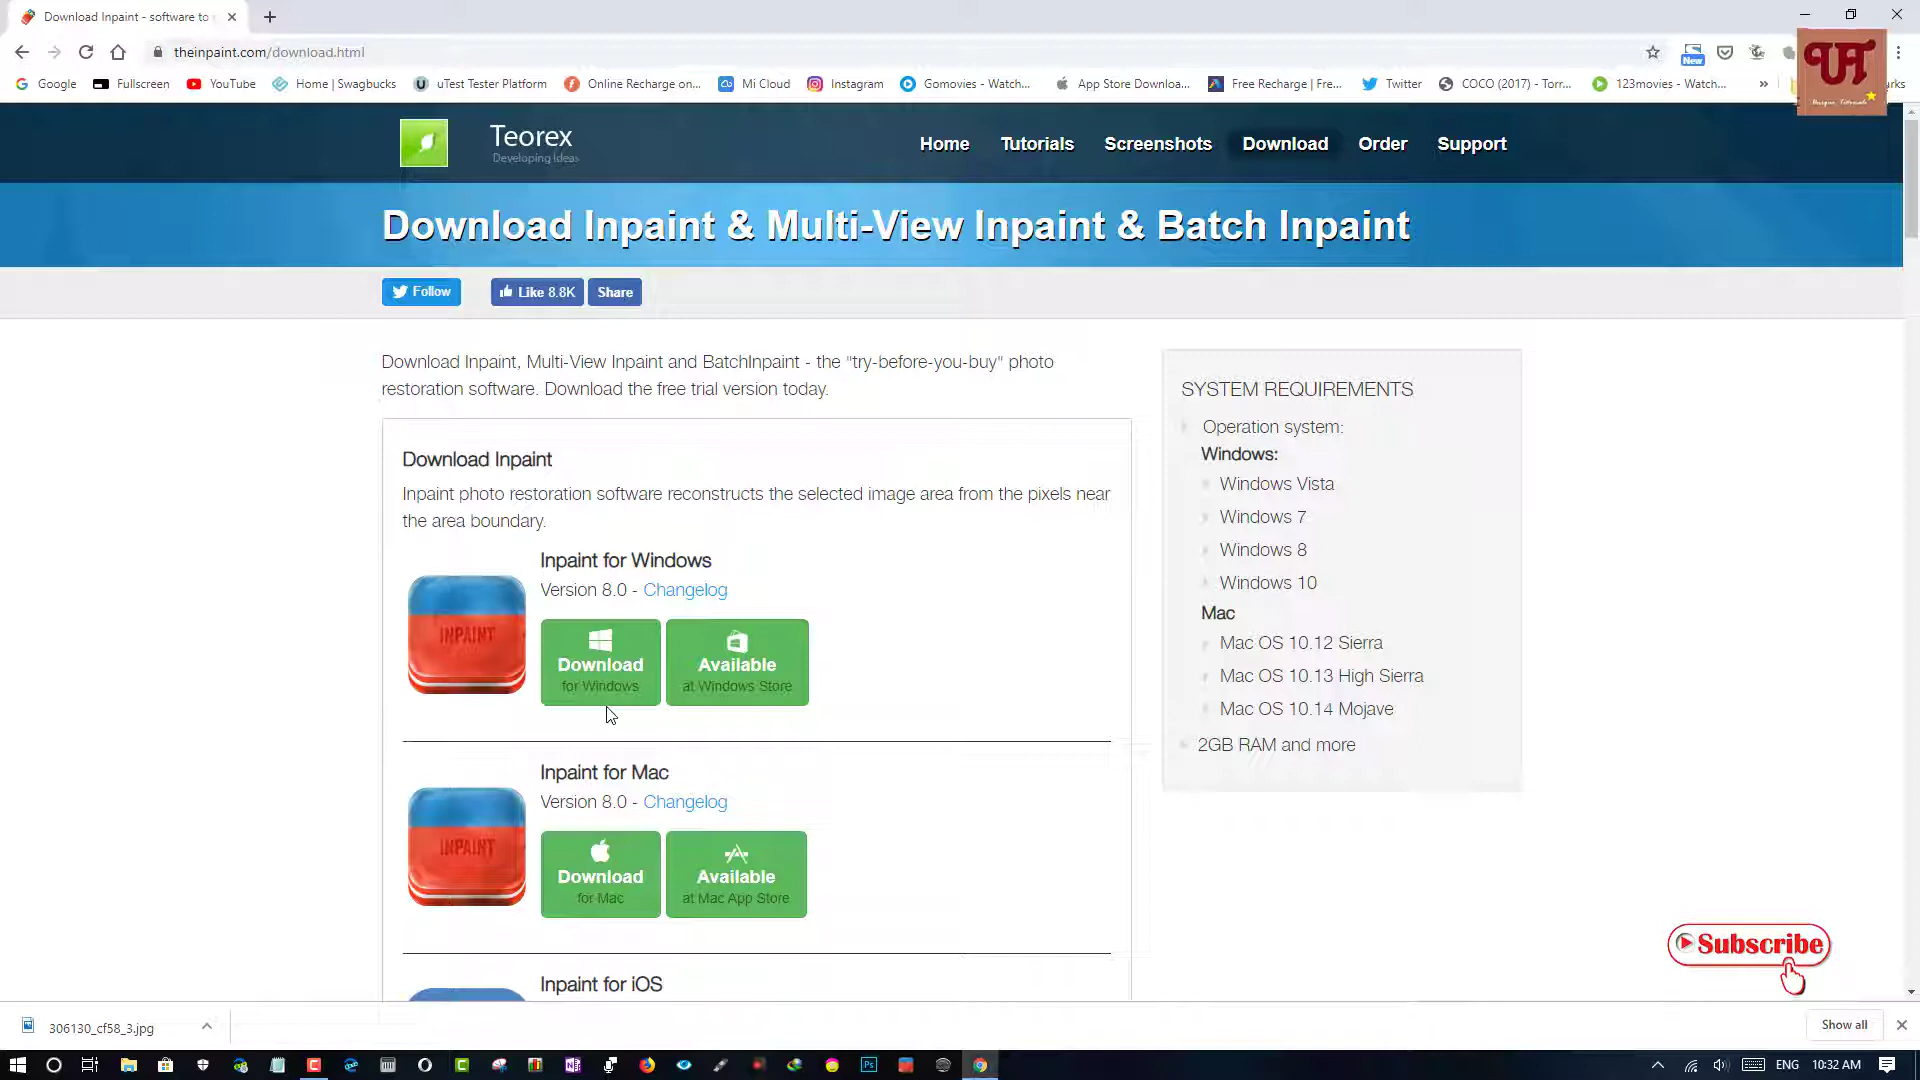 Download Inpaint - software to
theinpaint.com/download.html
New
Google
Fullscreen
YouTube
Home | Swagbucks
uTest Tester Platform
Online Recharge on...
Mi Cloud
Instagram
Gomovies - Watch...
App Store Downloa...
Free Recharge | Fre...
Twitter
COCO (2017) - Torr...
123movies - Watch...
UT
Unique Tutorials
Teorex
Developing Ideas
Home
Tutorials
Screenshots
Download
Order
Support
Download Inpaint & Multi-View Inpaint & Batch Inpaint
Follow
Like 8.8K
Share
Download Inpaint, Multi-View Inpaint and BatchInpaint - the "try-before-you-buy" photo
restoration software. Download the free trial version today.
Download Inpaint
Inpaint photo restoration software reconstructs the selected image area from the pixels near
the area boundary.
INPAINT
Inpaint for Windows
Version 8.0 - Changelog
Download
for Windows
Available
at Windows Store
INPAINT
Inpaint for Mac
Version 8.0 - Changelog
Download
for Mac
Available
at Mac App Store
Inpaint for iOS
SYSTEM REQUIREMENTS
Operation system:
Windows:
Windows Vista
Windows 7
Windows 8
Windows 10
Mac
Mac OS 10.12 Sierra
Mac OS 10.13 High Sierra
Mac OS 10.14 Mojave
2GB RAM and more
Subscribe
306130_cf58_3.jpg
Show all
ENG
10:32 AM